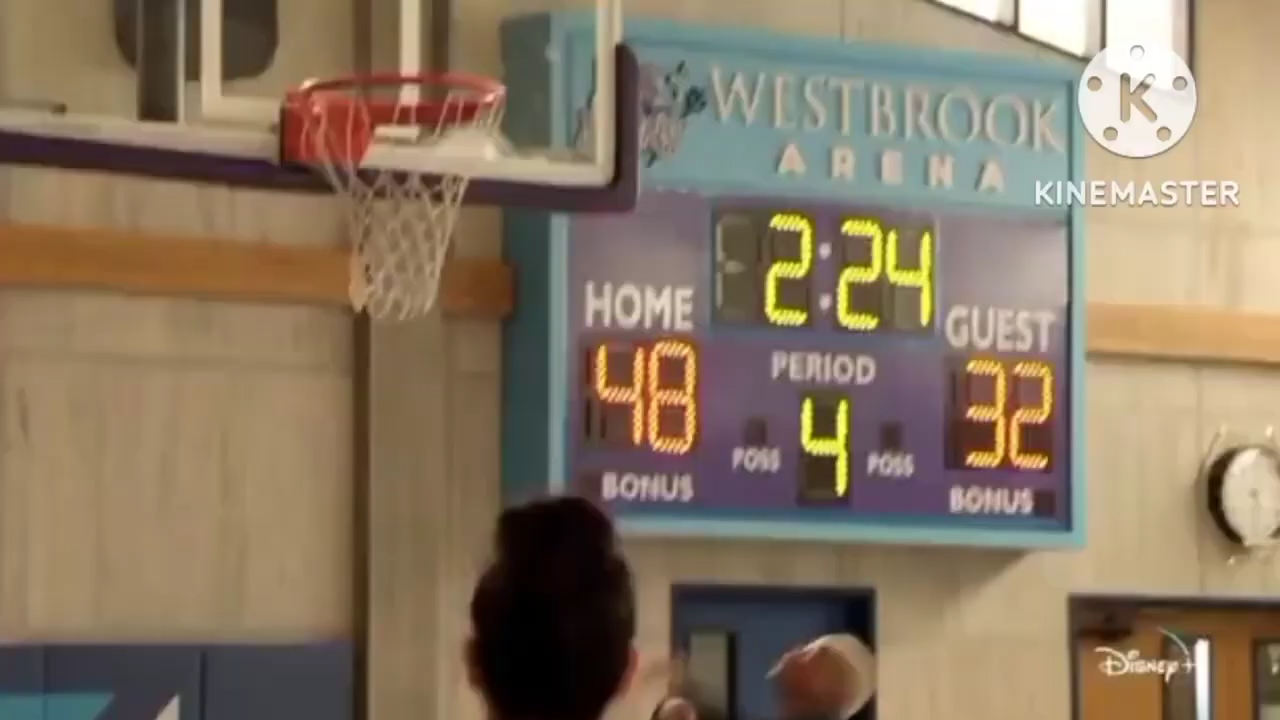 WESTBROOK
ARENA
2:24
HOME
GUEST
48
PERIOD
32
4
POSS
POSS
BONUS
BONUS
K
KINEMASTER
Disney+